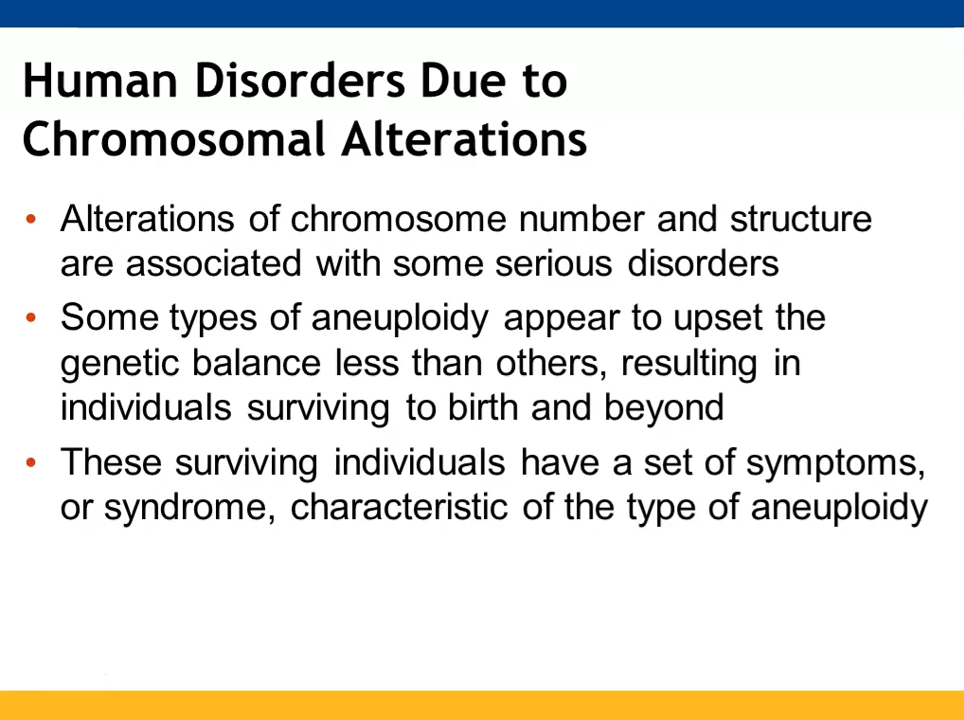 Human Disorders Due to
Chromosomal Alterations
• Alterations of chromosome number and structure
are associated with some serious disorders
• Some types of aneuploidy appear to upset the
genetic balance less than others, resulting in
individuals surviving to birth and beyond
• These surviving individuals have a set of symptoms,
or syndrome, characteristic of the type of aneuploidy